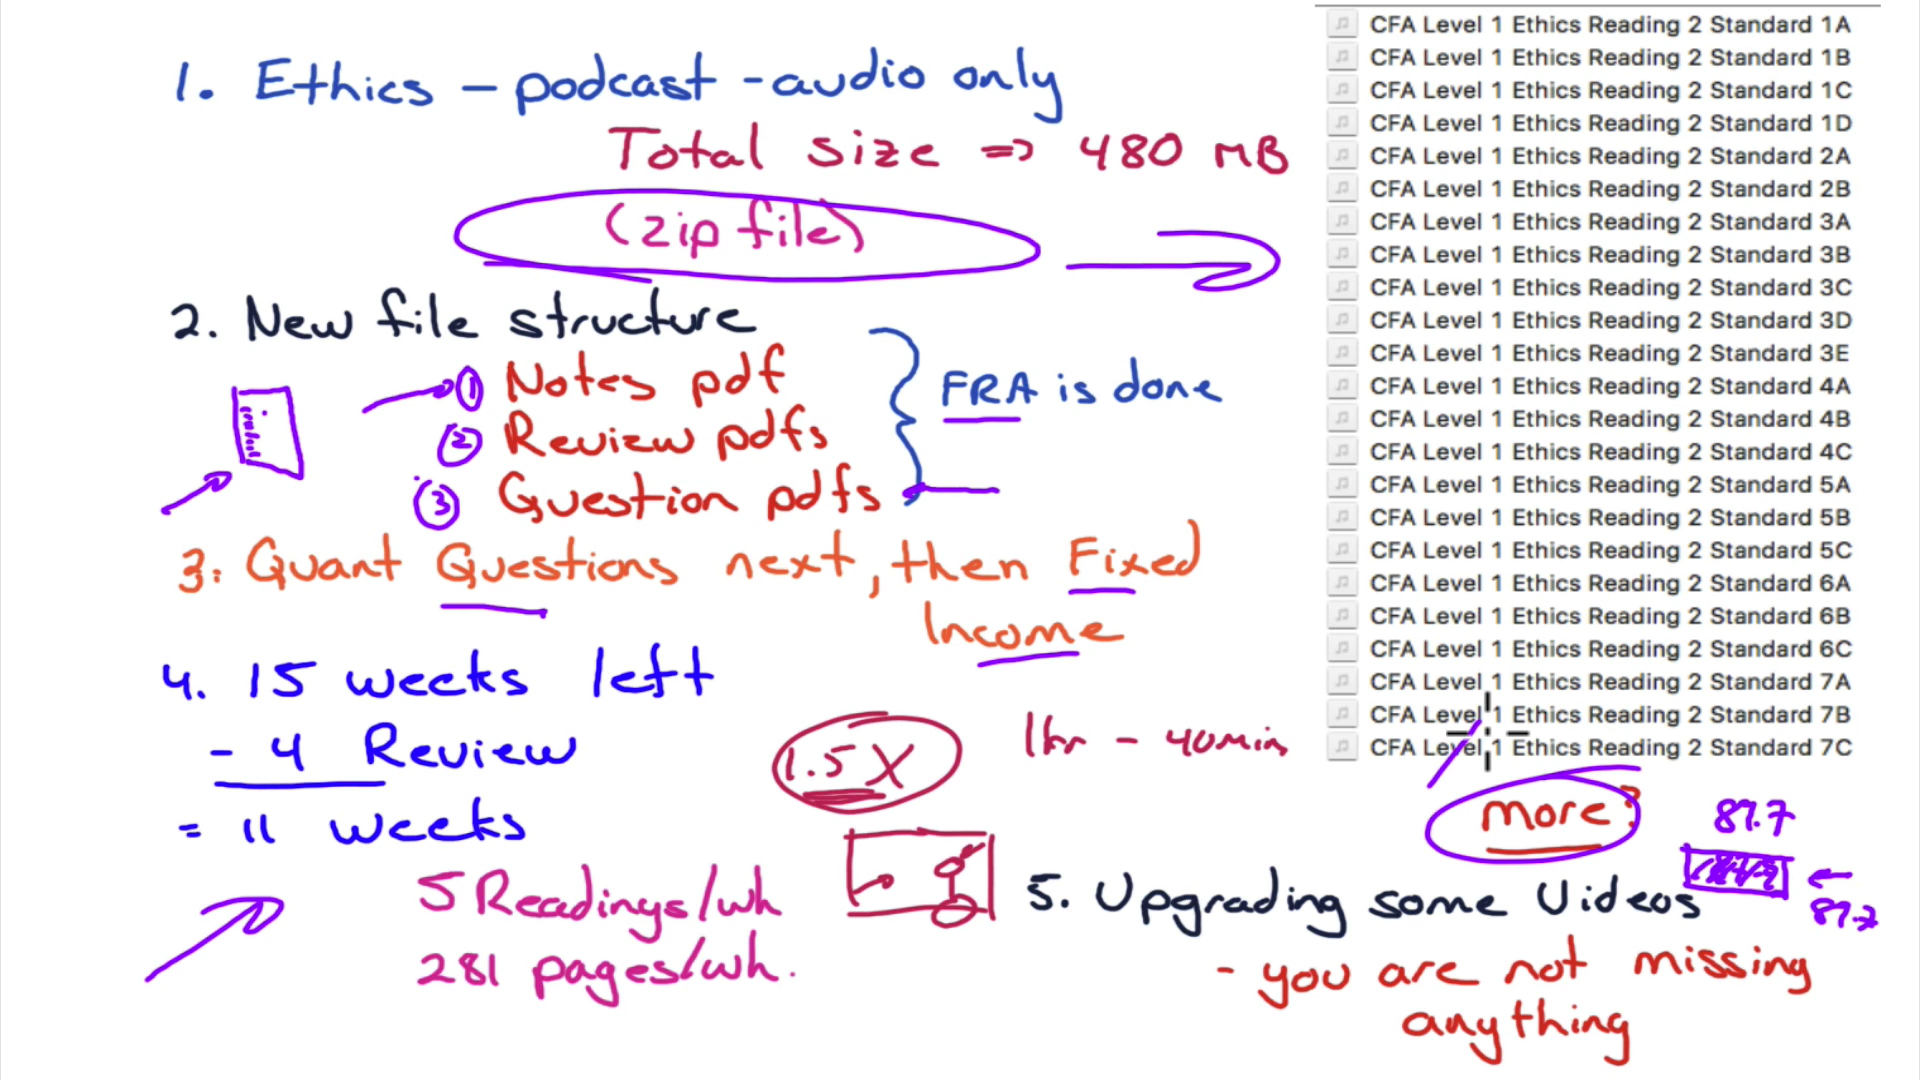 1. Ethics - podcast - audio only
Total size => 480 MB
(zip file)
2. New file structure
① Notes pdf
② Review pdfs
③ Question pdfs
FRA is done
3. Quant Questions next, then Fixed
Income
4. 15 weeks left
- 4 Review
= 11 weeks
5 Readings/wk
281 pages/wk.
1.5X
1hr - 40min
CFA Level 1 Ethics Reading 2 Standard 1A
CFA Level 1 Ethics Reading 2 Standard 1B
CFA Level 1 Ethics Reading 2 Standard 1C
CFA Level 1 Ethics Reading 2 Standard 1D
CFA Level 1 Ethics Reading 2 Standard 2A
CFA Level 1 Ethics Reading 2 Standard 2B
CFA Level 1 Ethics Reading 2 Standard 3A
CFA Level 1 Ethics Reading 2 Standard 3B
CFA Level 1 Ethics Reading 2 Standard 3C
CFA Level 1 Ethics Reading 2 Standard 3D
CFA Level 1 Ethics Reading 2 Standard 3E
CFA Level 1 Ethics Reading 2 Standard 4A
CFA Level 1 Ethics Reading 2 Standard 4B
CFA Level 1 Ethics Reading 2 Standard 4C
CFA Level 1 Ethics Reading 2 Standard 5A
CFA Level 1 Ethics Reading 2 Standard 5B
CFA Level 1 Ethics Reading 2 Standard 5C
CFA Level 1 Ethics Reading 2 Standard 6A
CFA Level 1 Ethics Reading 2 Standard 6B
CFA Level 1 Ethics Reading 2 Standard 6C
CFA Level 1 Ethics Reading 2 Standard 7A
CFA Level 1 Ethics Reading 2 Standard 7B
CFA Level 1 Ethics Reading 2 Standard 7C
more?
5. Upgrading some Videos
- you are not missing
anything